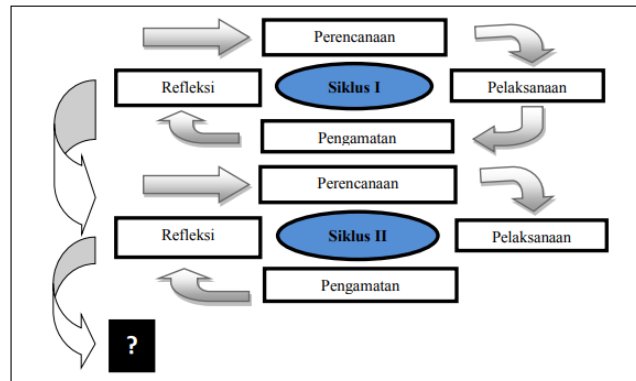 Perencanaan
Refleksi
Siklus I
Pelaksanaan
Pengamatan
Perencanaan
Refleksi
Siklus II
Pelaksanaan
Pengamatan
?